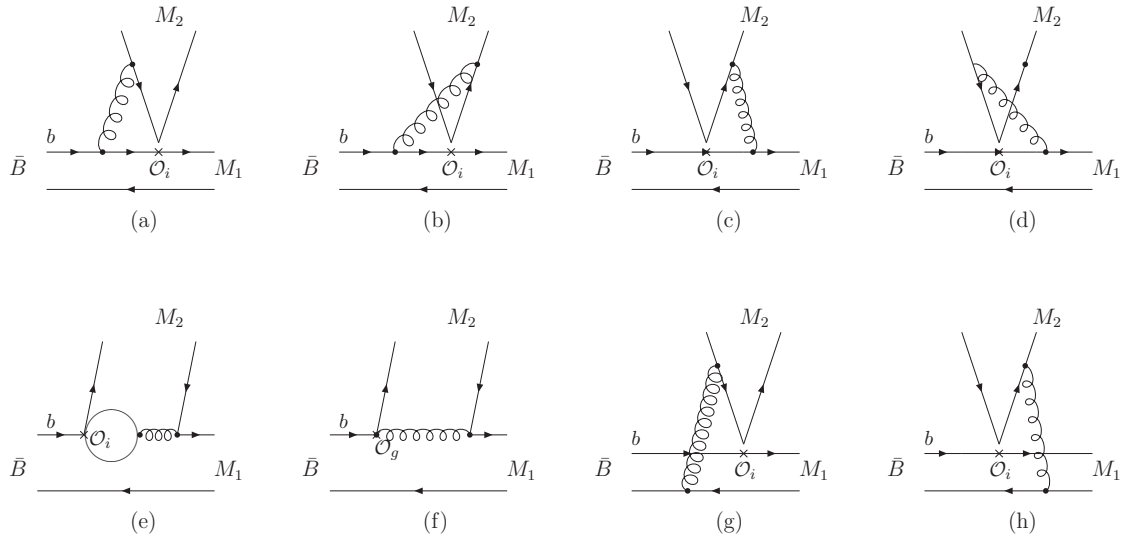 M₂ M₂ M₂ M₂
b b b b
B̄ 𝒪ᵢ M₁ B̄ 𝒪ᵢ M₁ B̄ 𝒪ᵢ M₁ B̄ 𝒪ᵢ M₁
(a) (b) (c) (d)
M₂ M₂ M₂ M₂
b 𝒪ᵢ b 𝒪g b b
B̄ M₁ B̄ M₁ B̄ 𝒪ᵢ M₁ B̄ 𝒪ᵢ M₁
(e) (f) (g) (h)